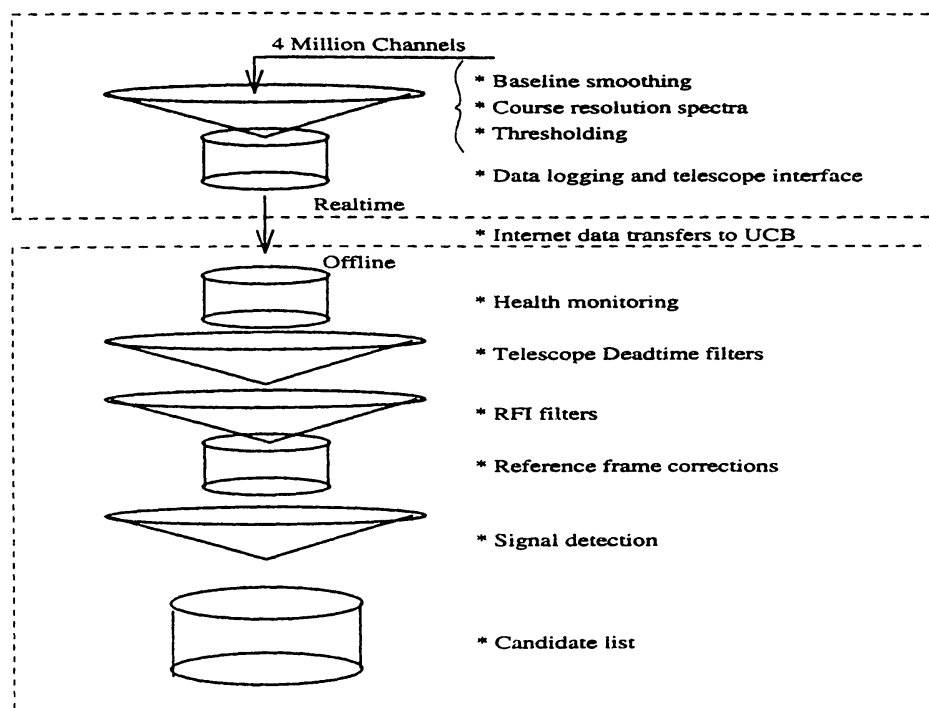 4 Million Channels
* Baseline smoothing
* Course resolution spectra
* Thresholding
* Data logging and telescope interface
Realtime
* Internet data transfers to UCB
Offline
* Health monitoring
* Telescope Deadtime filters
* RFI filters
* Reference frame corrections
* Signal detection
* Candidate list